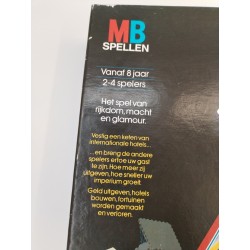 MB
SPELLEN
Vanaf 8 jaar
2-4 spelers
Het spel van
rijkdom, macht
en glamour.
Vestig een keten van
internationale hotels...
...en breng de andere
spelers ertoe uw gast
te zijn. Hoe meer zij
uitgeven, hoe sneller uw
imperium groeit.
Geld uitgeven, hotels
bouwen, fortuinen
worden gemaakt
en verloren.